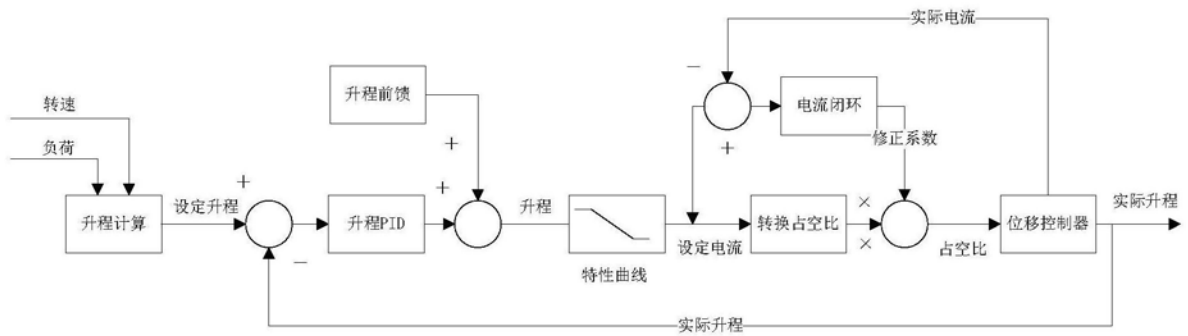 实际电流
−
升程前馈
电流闭环
转速
+
+
修正系数
负荷
+
+
×
设定升程
升程
实际升程
升程计算
升程PID
转换占空比
位移控制器
−
设定电流
×
占空比
特性曲线
实际升程